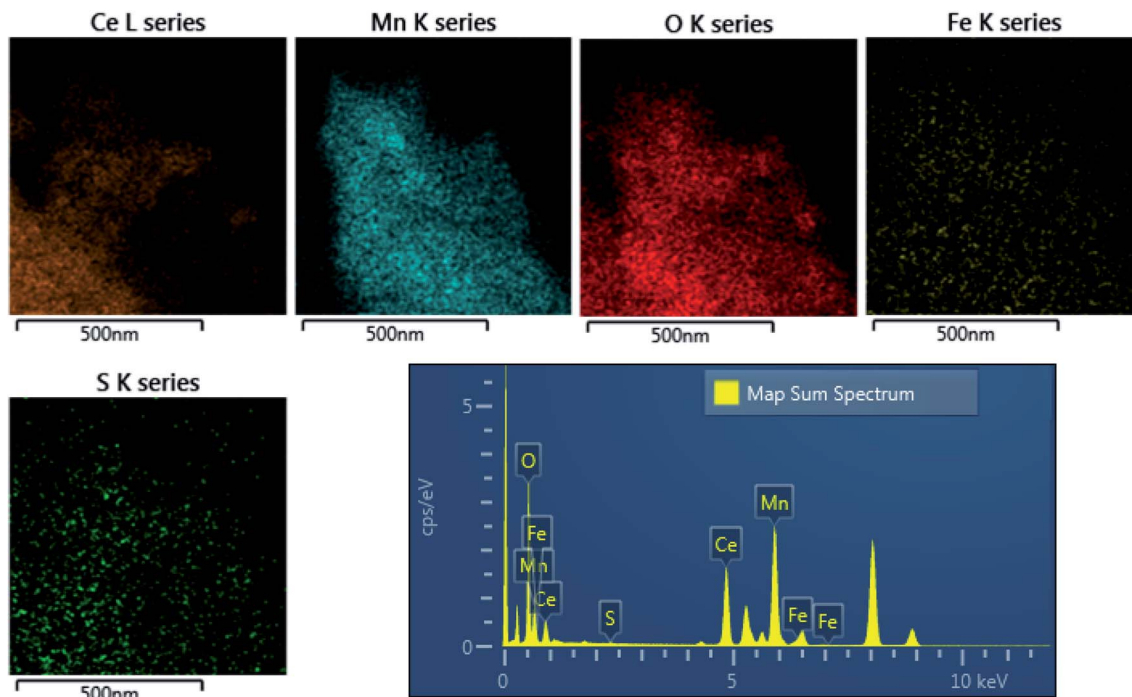 Ce L series
Mn K series
O K series
Fe K series
500nm
500nm
500nm
500nm
S K series
500nm
Map Sum Spectrum
5
cps/eV
O
Fe
Mn
Ce
S
Ce
Mn
Fe
Fe
0
0
5
10 keV